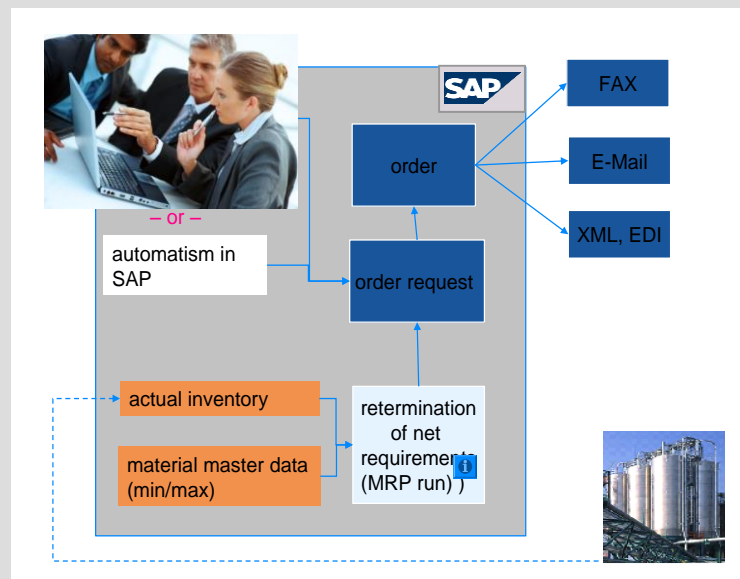 SAP
FAX
order
E-Mail
– or –
XML, EDI
automatism in
SAP
order request
actual inventory
material master data
(min/max)
retermination
of net
requirements
(MRP run) )
i